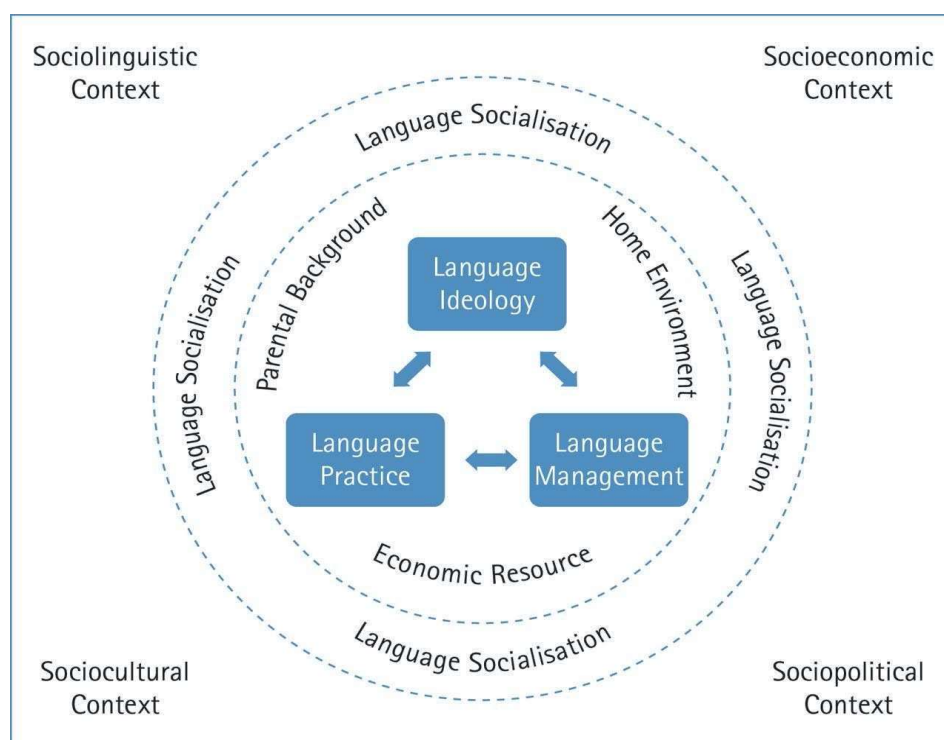 Sociolinguistic
Context
Socioeconomic
Context
Language Socialisation
Parental Background
Home Environment
Language Socialisation
Language Socialisation
Language
Ideology
Language
Practice
Language
Management
Economic Resource
Language Socialisation
Sociocultural
Context
Sociopolitical
Context